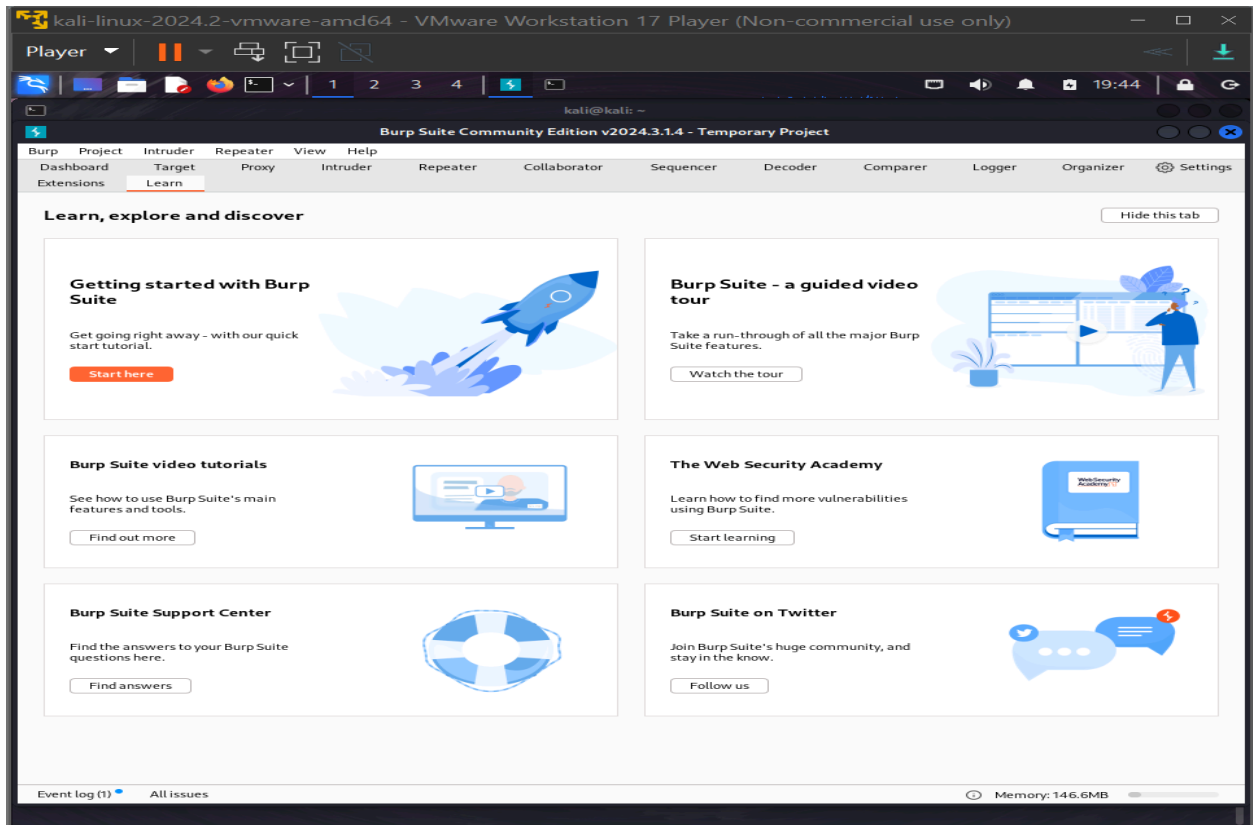 kali-linux-2024.2-vmware-amd64 - VMware Workstation 17 Player (Non-commercial use only)
Player
1 2 3 4
19:44
kali@kali: ~
Burp Suite Community Edition v2024.3.1.4 - Temporary Project
Burp Project Intruder Repeater View Help
Dashboard Target Proxy Intruder Repeater Collaborator Sequencer Decoder Comparer Logger Organizer Settings
Extensions Learn
Learn, explore and discover
Hide this tab
Getting started with Burp
Suite
Get going right away - with our quick
start tutorial.
Start here
Burp Suite - a guided video
tour
Take a run-through of all the major Burp
Suite features.
Watch the tour
Burp Suite video tutorials
See how to use Burp Suite's main
features and tools.
Find out more
The Web Security Academy
Learn how to find more vulnerabilities
using Burp Suite.
Start learning
WebSecurity
Academy
Burp Suite Support Center
Find the answers to your Burp Suite
questions here.
Find answers
Burp Suite on Twitter
Join Burp Suite's huge community, and
stay in the know.
Follow us
Event log (1) All issues
Memory: 146.6MB